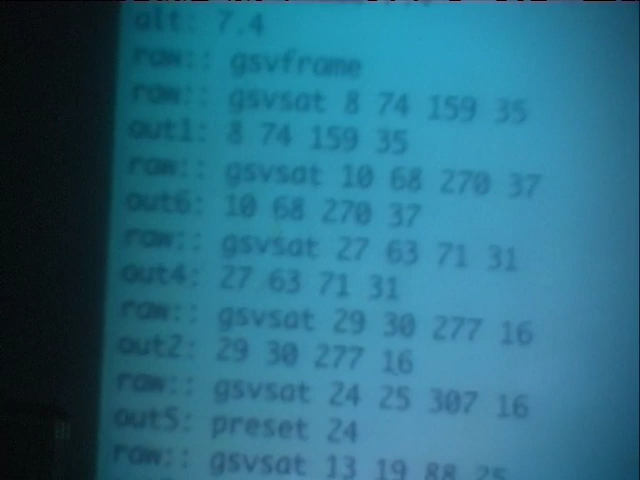 alt: 7.4
raw:: gsvframe
raw:: gsvsat 8 74 159 35
out1: 8 74 159 35
raw:: gsvsat 10 68 270 37
out6: 10 68 270 37
raw:: gsvsat 27 63 71 31
out4: 27 63 71 31
raw:: gsvsat 29 30 277 16
out2: 29 30 277 16
raw:: gsvsat 24 25 307 16
out5: preset 24
raw:: gsvsat 13 19 88 25